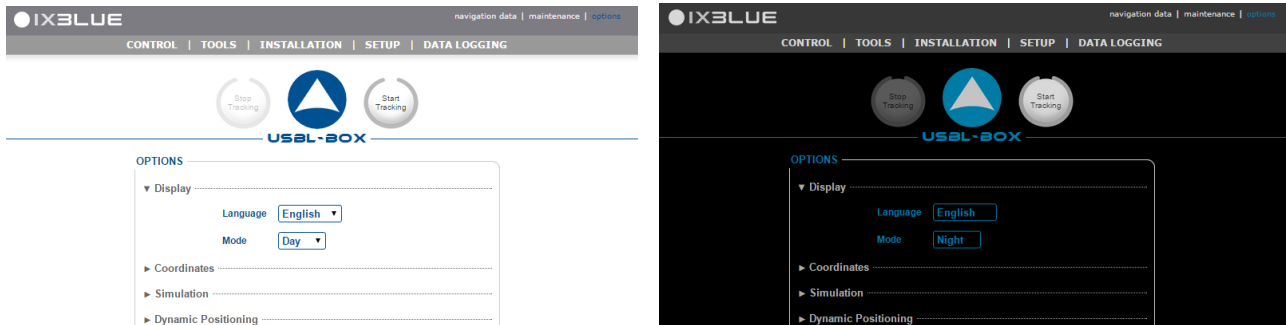 IXBLUE
navigation data | maintenance | options
CONTROL | TOOLS | INSTALLATION | SETUP | DATA LOGGING
Stop Tracking
Start Tracking
USBL-BOX
OPTIONS
▼ Display
Language English ▼
Mode Day ▼
► Coordinates
► Simulation
► Dynamic Positioning
IXBLUE
navigation data | maintenance | options
CONTROL | TOOLS | INSTALLATION | SETUP | DATA LOGGING
Stop Tracking
Start Tracking
USBL-BOX
OPTIONS
▼ Display
Language English
Mode Night
► Coordinates
► Simulation
► Dynamic Positioning